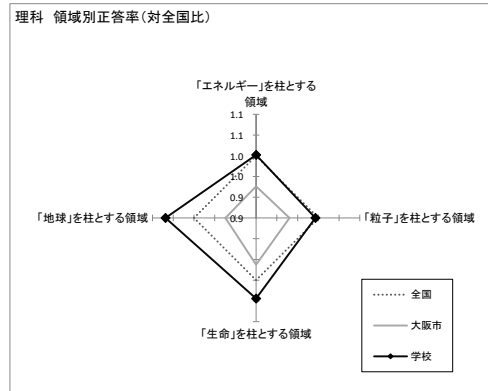 理科 領域別正答率(対全国比)
「エネルギー」を柱とする
領域
1.1
1.1
1.0
1.0
0.9
0.9
「地球」を柱とする領域
「粒子」を柱とする領域
「生命」を柱とする領域
全国
大阪市
学校